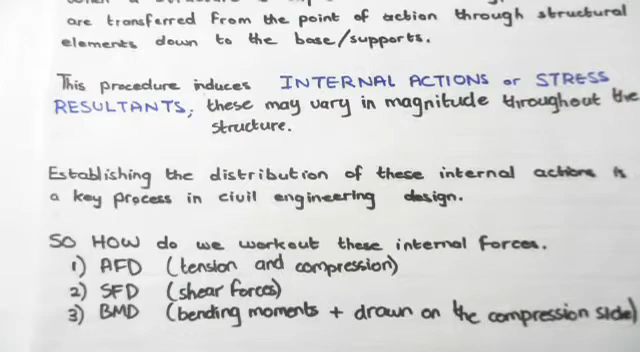 are transferred from the point of action through structural
elements down to the base/supports.
This procedure induces INTERNAL ACTIONS or STRESS
RESULTANTS, these may vary in magnitude throughout the
structure.
Establishing the distribution of these internal actions is
a key process in civil engineering design.
SO HOW do we workout these internal forces.
1) AFD (tension and compression)
2) SFD (shear forces)
3) BMD (bending moments + drawn on the compression side)